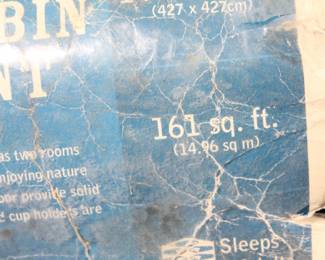 BIN
(427 x 427cm)
NT
161 sq. ft.
(14.96 sq m)
as two rooms
enjoying nature
oor provide solid
cup holders are
Sleeps